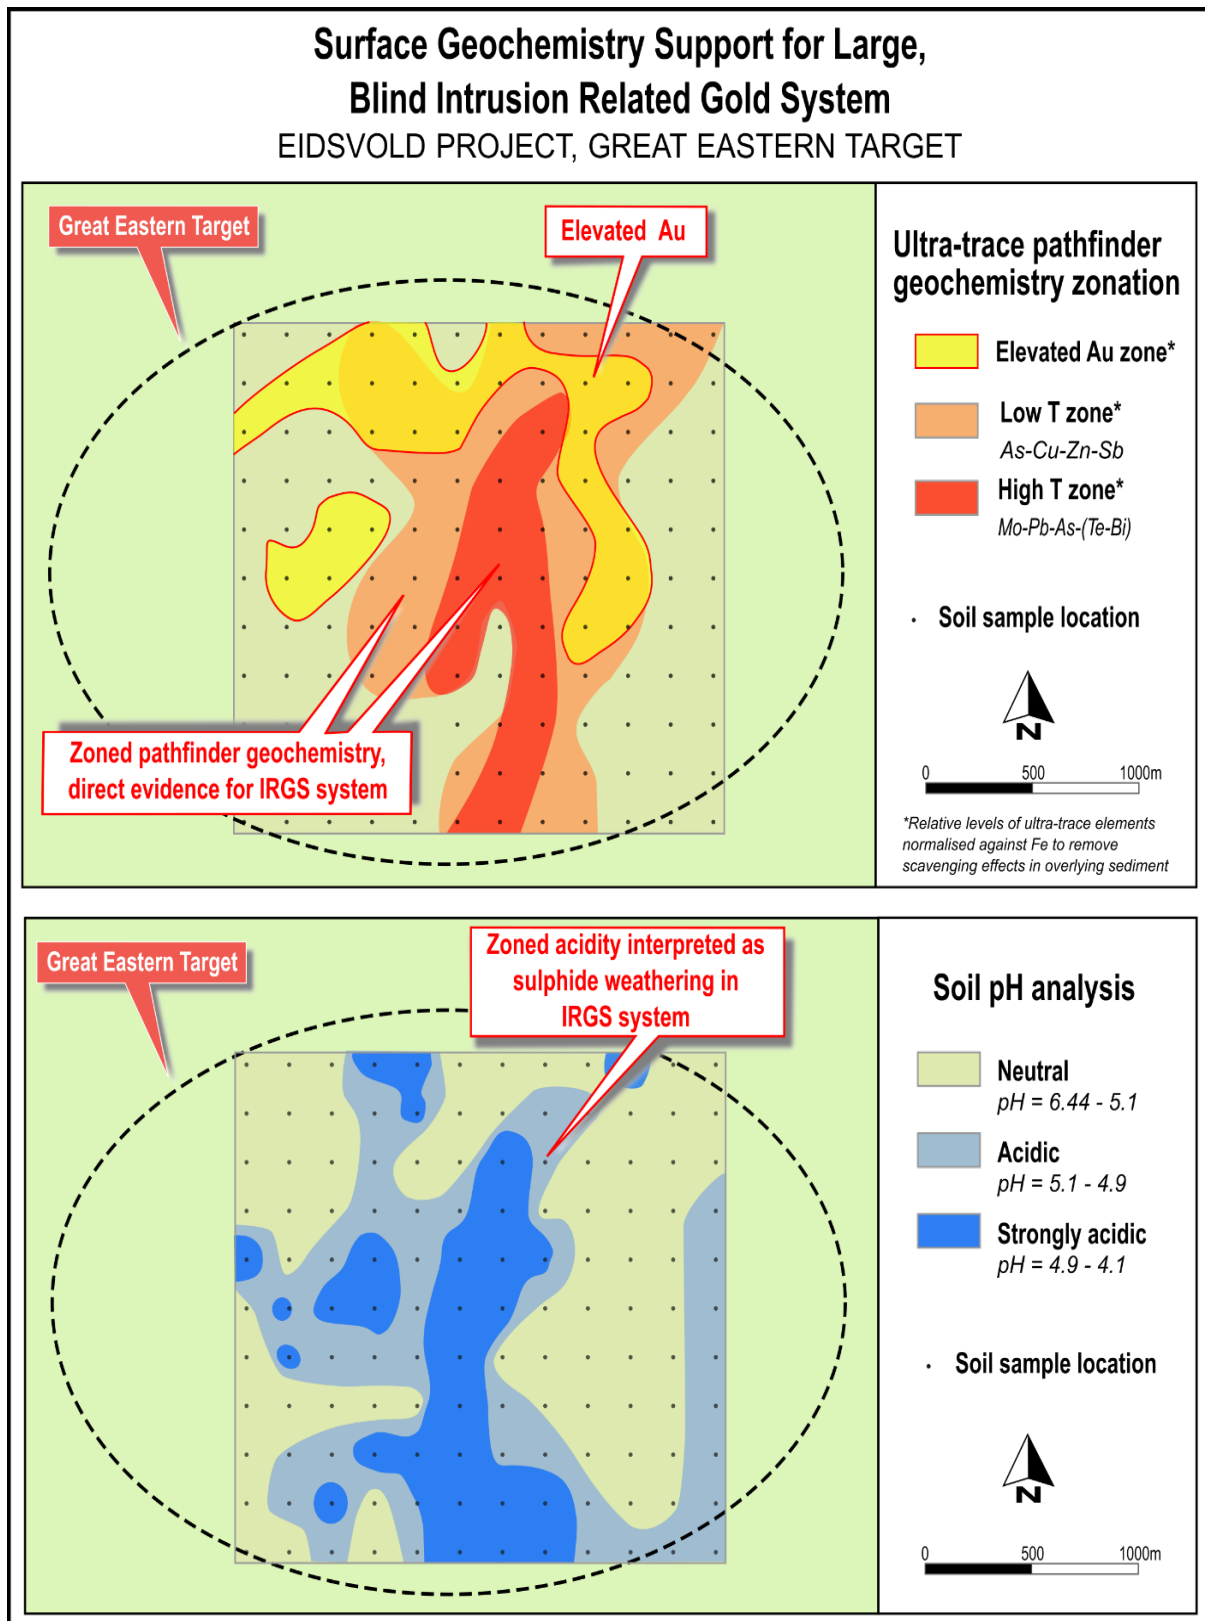 Surface Geochemistry Support for Large,
Blind Intrusion Related Gold System
EIDSVOLD PROJECT, GREAT EASTERN TARGET
Great Eastern Target
Elevated Au
Zoned pathfinder geochemistry,
direct evidence for IRGS system
Ultra-trace pathfinder
geochemistry zonation
Elevated Au zone*
Low T zone*
As-Cu-Zn-Sb
High T zone*
Mo-Pb-As-(Te-Bi)
Soil sample location
N
0 500 1000m
*Relative levels of ultra-trace elements
normalised against Fe to remove
scavenging effects in overlying sediment
Great Eastern Target
Zoned acidity interpreted as
sulphide weathering in
IRGS system
Soil pH analysis
Neutral
pH = 6.44 - 5.1
Acidic
pH = 5.1 - 4.9
Strongly acidic
pH = 4.9 - 4.1
Soil sample location
N
0 500 1000m